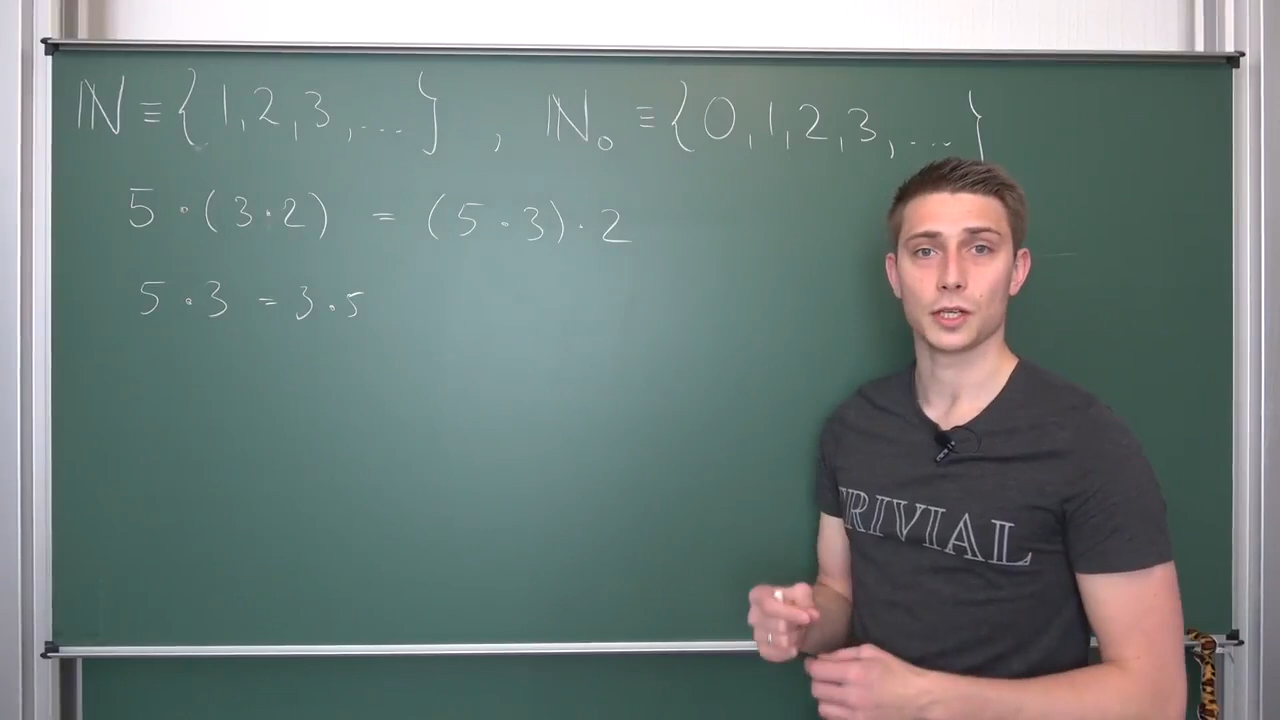 ℕ ≡ {1,2,3,...} , ℕ₀ ≡ {0,1,2,3,...}
5 · (3 · 2) = (5 · 3) · 2
5 · 3 = 3 · 5
TRIVIAL